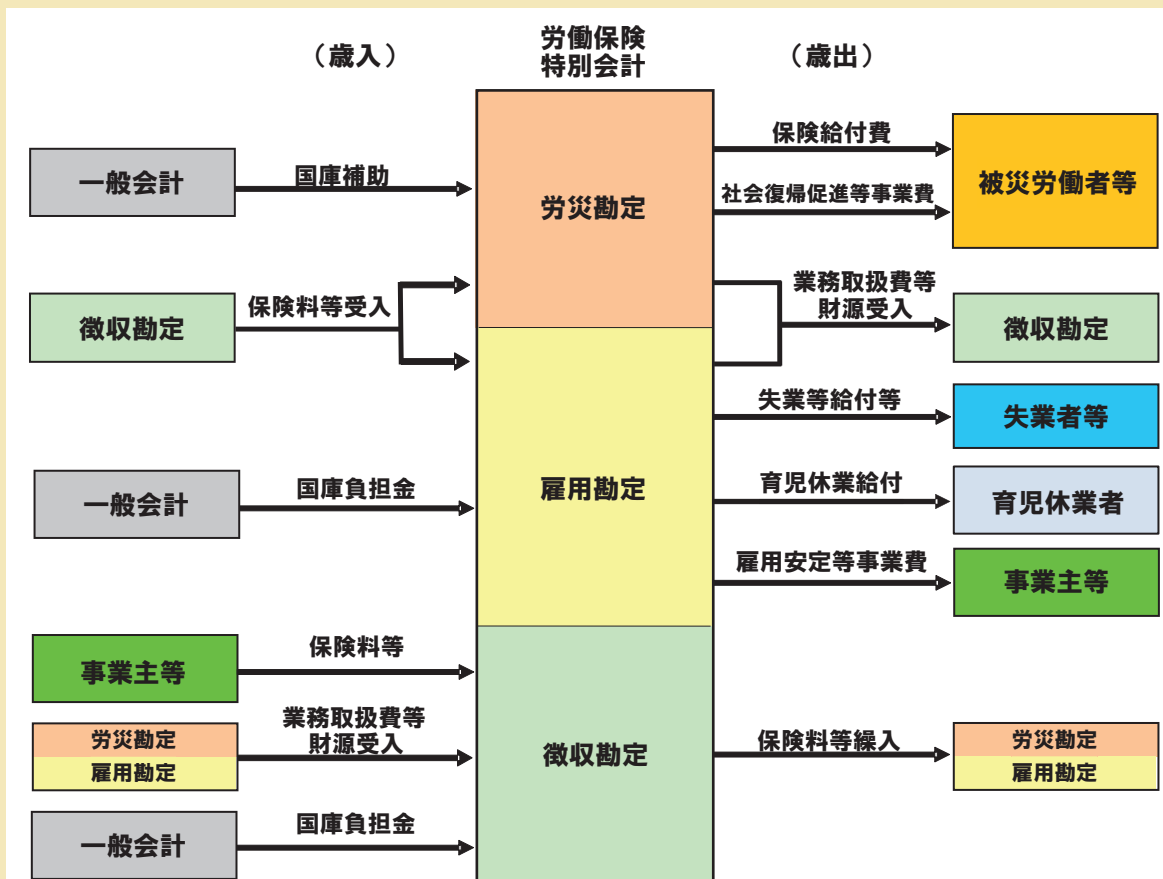 （歳入）
労働保険
特別会計
（歳出）
一般会計
国庫補助
労災勘定
保険給付費
社会復帰促進等事業費
被災労働者等
徴収勘定
保険料等受入
業務取扱費等
財源受入
徴収勘定
失業等給付等
失業者等
一般会計
国庫負担金
雇用勘定
育児休業給付
育児休業者
雇用安定等事業費
事業主等
事業主等
保険料等
労災勘定
雇用勘定
業務取扱費等
財源受入
徴収勘定
保険料等繰入
労災勘定
雇用勘定
一般会計
国庫負担金